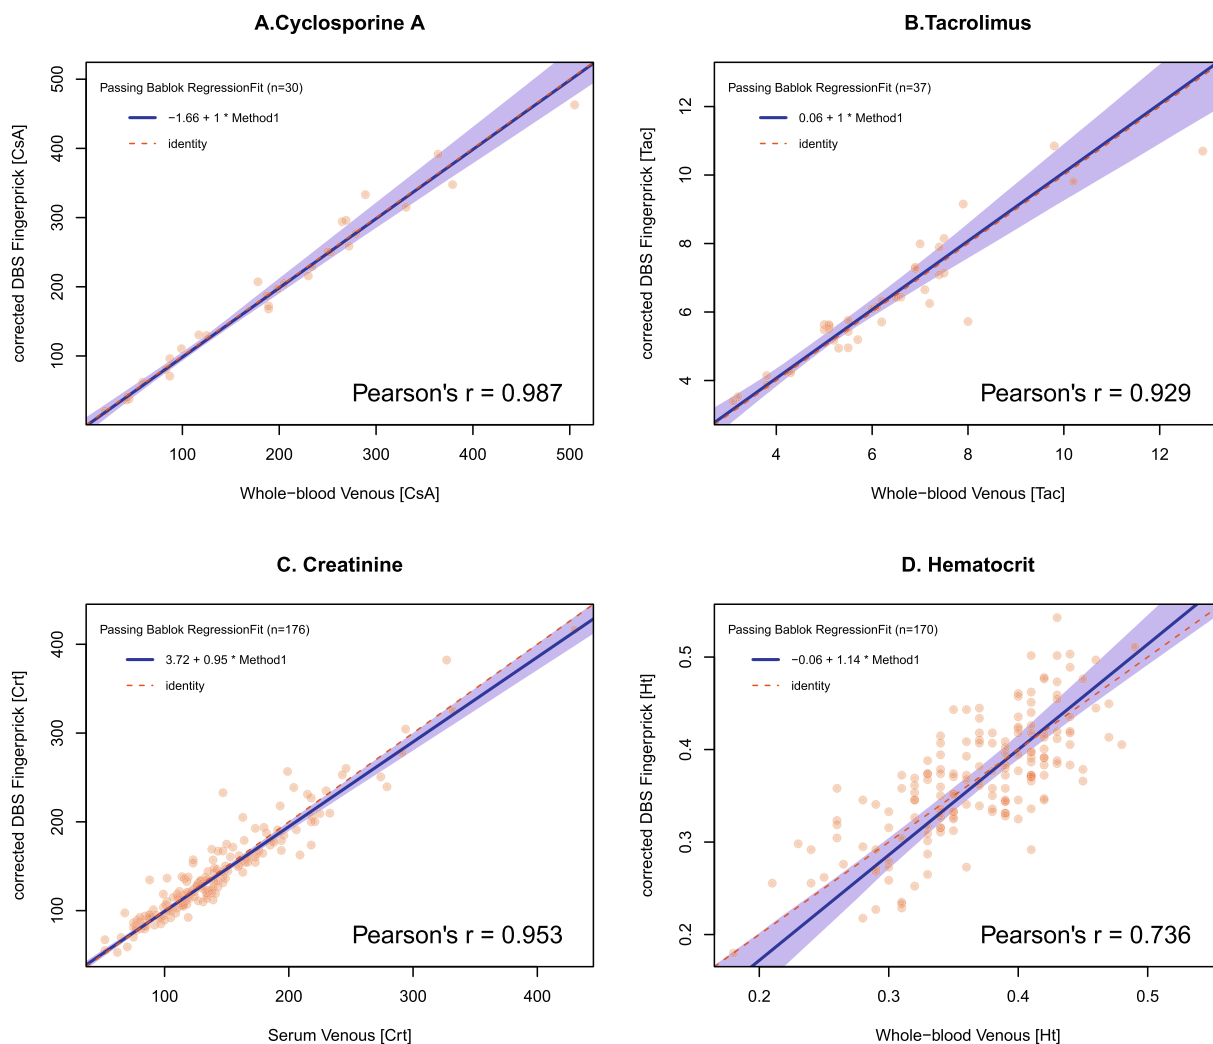 A.Cyclosporine A
Passing Bablok RegressionFit (n=30)
−1.66 + 1 * Method1
identity
Pearson's r = 0.987
corrected DBS Fingerprick [CsA]
100
200
300
400
500
100
200
300
400
500
Whole−blood Venous [CsA]
B.Tacrolimus
Passing Bablok RegressionFit (n=37)
0.06 + 1 * Method1
identity
Pearson's r = 0.929
corrected DBS Fingerprick [Tac]
4
6
8
10
12
4
6
8
10
12
Whole−blood Venous [Tac]
C. Creatinine
Passing Bablok RegressionFit (n=176)
3.72 + 0.95 * Method1
identity
Pearson's r = 0.953
corrected DBS Fingerprick [Crt]
100
200
300
400
100
200
300
400
Serum Venous [Crt]
D. Hematocrit
Passing Bablok RegressionFit (n=170)
−0.06 + 1.14 * Method1
identity
Pearson's r = 0.736
corrected DBS Fingerprick [Ht]
0.2
0.3
0.4
0.5
0.2
0.3
0.4
0.5
Whole−blood Venous [Ht]